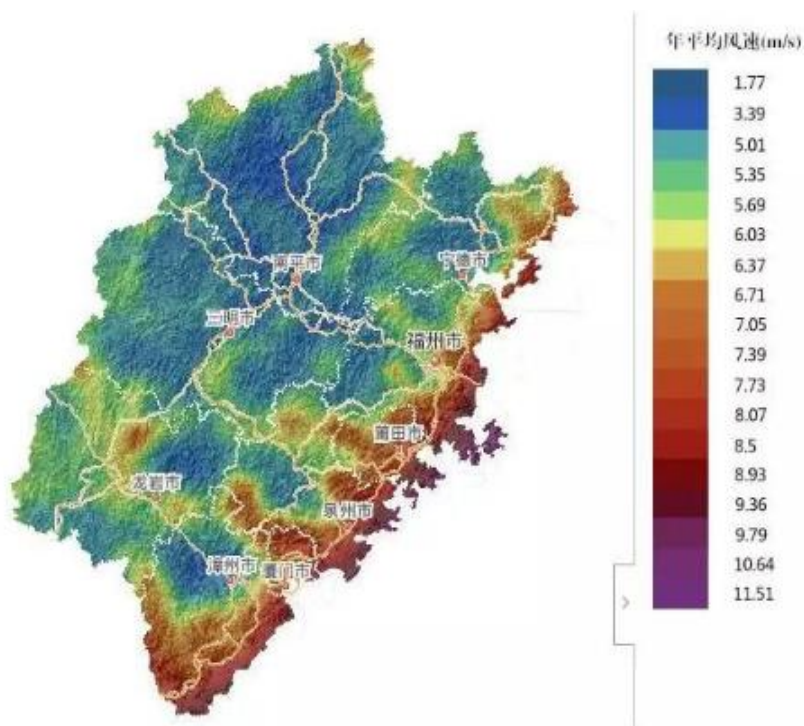 年平均风速(m/s)
1.77
3.39
5.01
5.35
5.69
6.03
6.37
6.71
7.05
7.39
7.73
8.07
8.5
8.93
9.36
9.79
10.64
11.51
南平市
宁德市
三明市
福州市
莆田市
龙岩市
泉州市
漳州市
厦门市